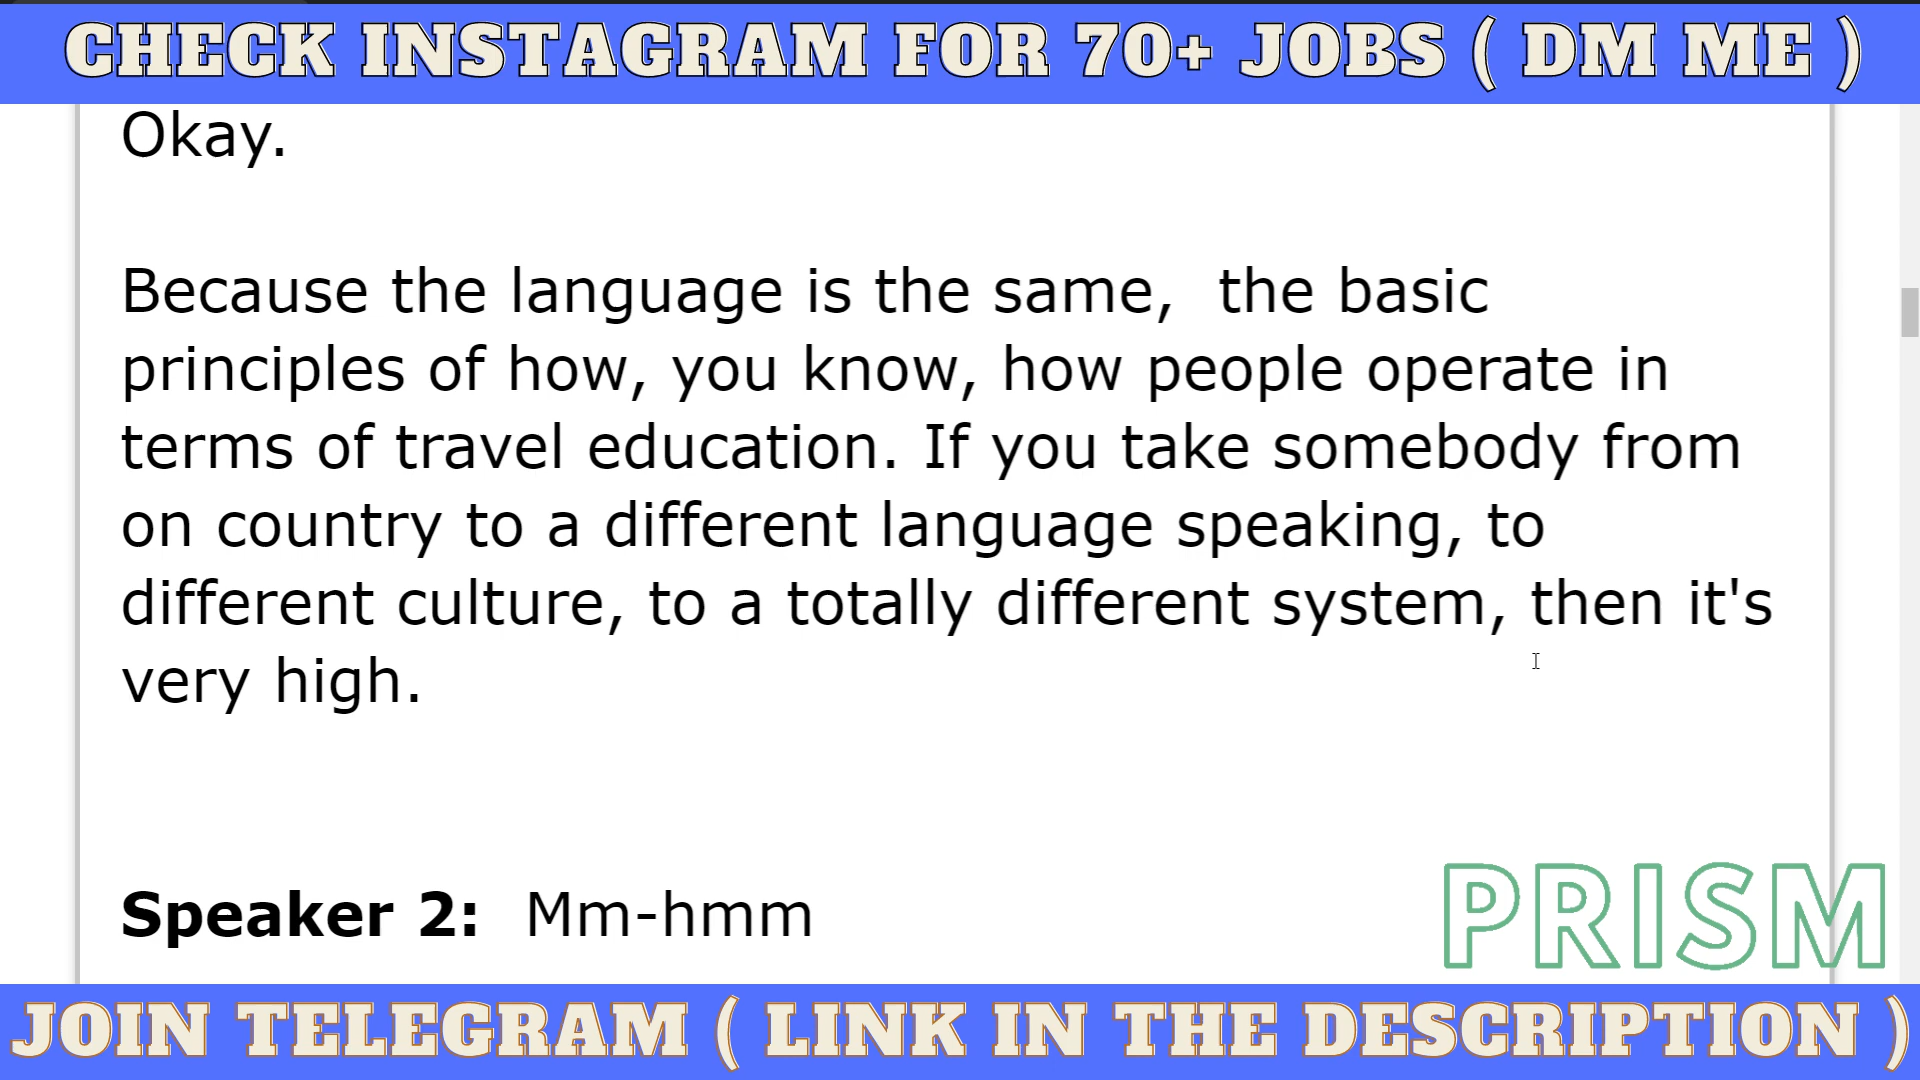 CHECK INSTAGRAM FOR 70+ JOBS ( DM ME )
Okay.
Because the language is the same,  the basic
principles of how, you know, how people operate in
terms of travel education. If you take somebody from
on country to a different language speaking, to
different culture, to a totally different system, then it's
very high.
Speaker 2:  Mm-hmm
PRISM
JOIN TELEGRAM ( LINK IN THE DESCRIPTION )